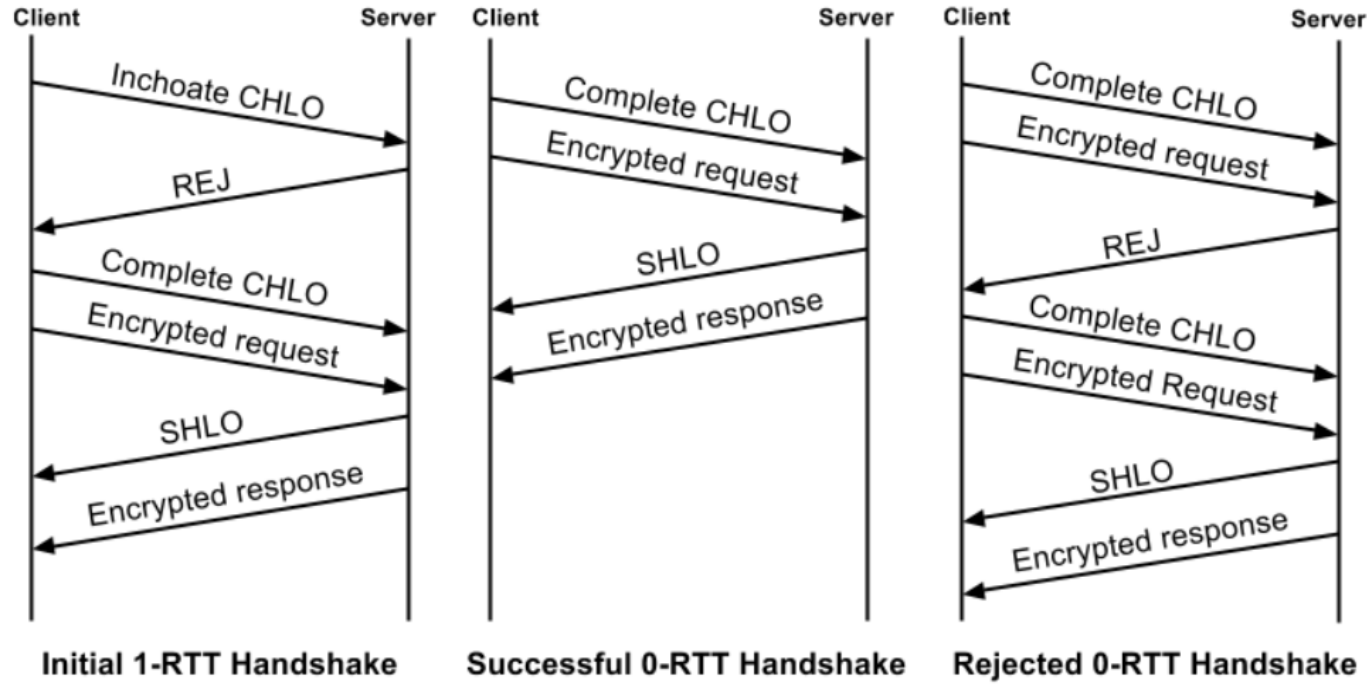 Client
Server
Inchoate CHLO
REJ
Complete CHLO
Encrypted request
SHLO
Encrypted response
Initial 1-RTT Handshake
Client
Server
Complete CHLO
Encrypted request
SHLO
Encrypted response
Successful 0-RTT Handshake
Client
Server
Complete CHLO
Encrypted request
REJ
Complete CHLO
Encrypted Request
SHLO
Encrypted response
Rejected 0-RTT Handshake